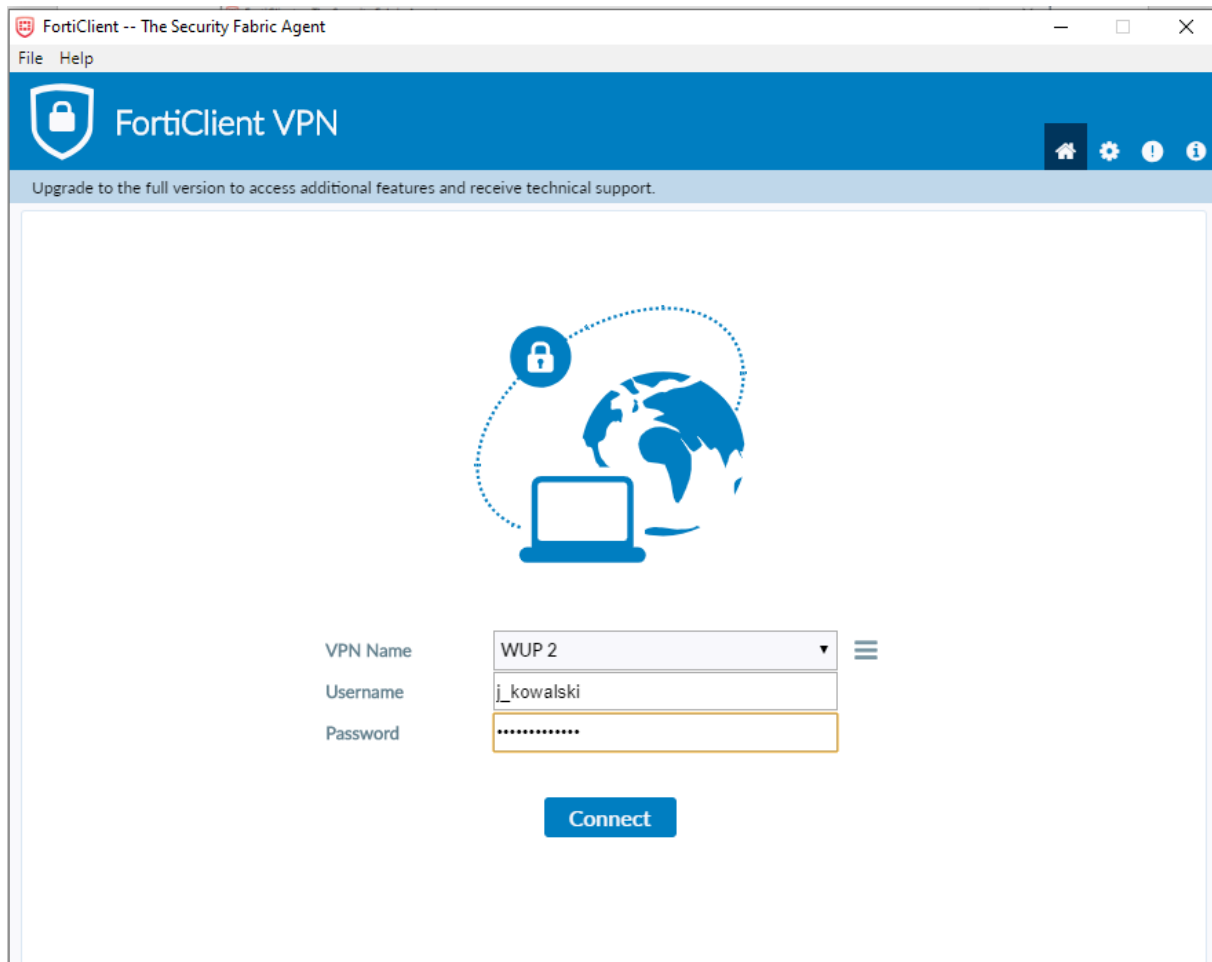 FortiClient -- The Security Fabric Agent
File Help
FortiClient VPN
Upgrade to the full version to access additional features and receive technical support.
VPN Name WUP 2
Username j_kowalski
Password •••••••••••••
Connect